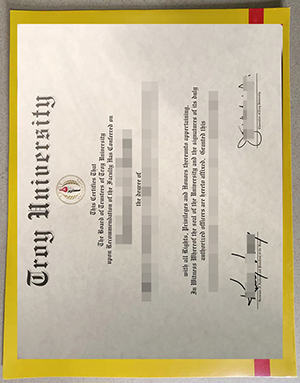 Troy University
This Certifies That
The Board of Trustees of Troy University
upon Recommendation of the Faculty Has Conferred on
the degree of
with all Rights, Privileges and Honors thereunto appertaining.
In Witness Whereof the seal of the University and the signatures of its duly
authorized officers are hereto affixed. Granted this